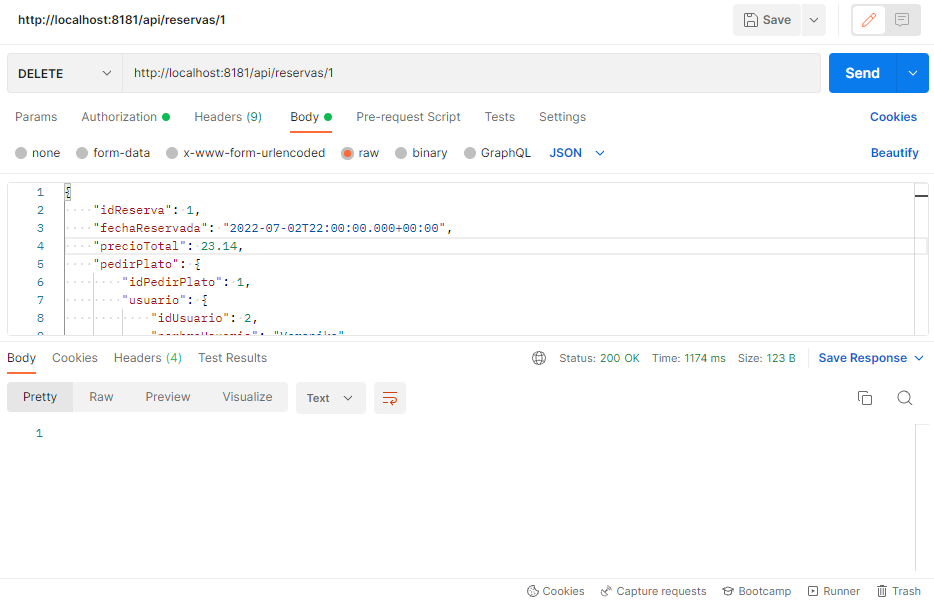 http://localhost:8181/api/reservas/1
Save
DELETE
http://localhost:8181/api/reservas/1
Send
Params Authorization Headers (9) Body Pre-request Script Tests Settings Cookies
none form-data x-www-form-urlencoded raw binary GraphQL JSON Beautify
1 {
2 "idReserva": 1,
3 "fechaReservada": "2022-07-02T22:00:00.000+00:00",
4 "precioTotal": 23.14,
5 "pedirPlato": {
6 "idPedirPlato": 1,
7 "usuario": {
8 "idUsuario": 2,
Body Cookies Headers (4) Test Results Status: 200 OK Time: 1174 ms Size: 123 B Save Response
Pretty Raw Preview Visualize Text
1
Cookies Capture requests Bootcamp Runner Trash